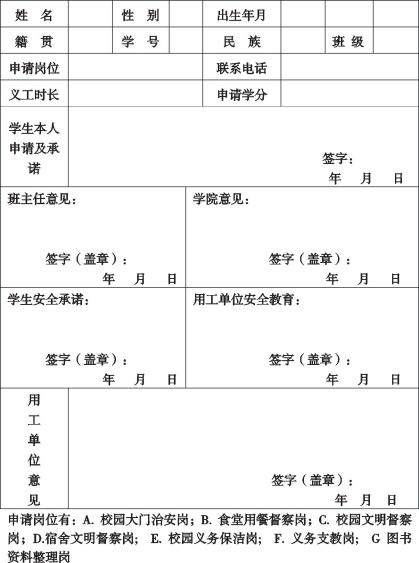 姓 名 性 别 出生年月
籍 贯 学 号 民 族 班 级
申请岗位 联系电话
义工时长 申请学分
学生本人
申请及承
诺
签字：
年 月 日
班主任意见： 学院意见：
签字（盖章）： 签字（盖章）：
年 月 日 年 月 日
学生安全承诺： 用工单位安全教育：
签字（盖章）： 签字（盖章）：
年 月 日 年 月 日
用
工
单
位
意
见
签字（盖章）：
年 月 日
申请岗位有：A. 校园大门治安岗；B. 食堂用餐督察岗；C. 校园文明督察
岗；D.宿舍文明督察岗； E. 校园义务保洁岗； F. 义务支教岗； G 图书
资料整理岗